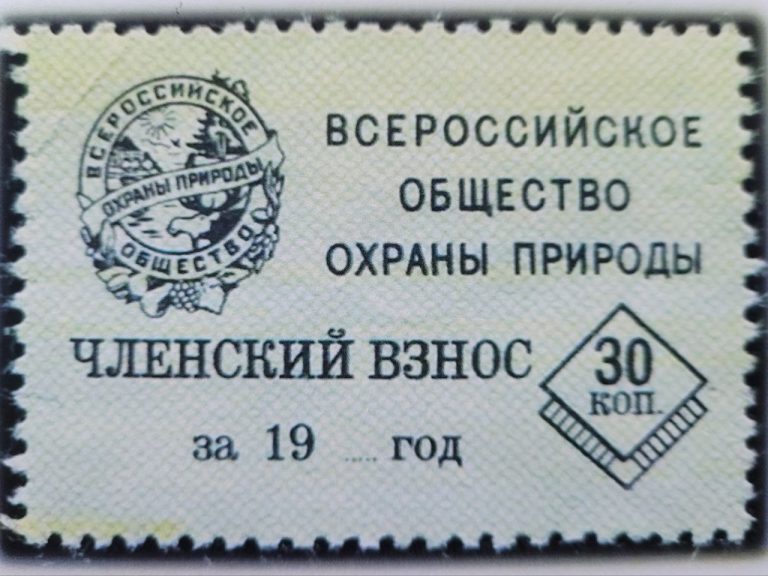 ВСЕРОССИЙСКОЕ
ОХРАНЫ ПРИРОДЫ
ОБЩЕСТВО
ВСЕРОССИЙСКОЕ
ОБЩЕСТВО
ОХРАНЫ ПРИРОДЫ
ЧЛЕНСКИЙ ВЗНОС
30
КОП.
за 19 ..... год